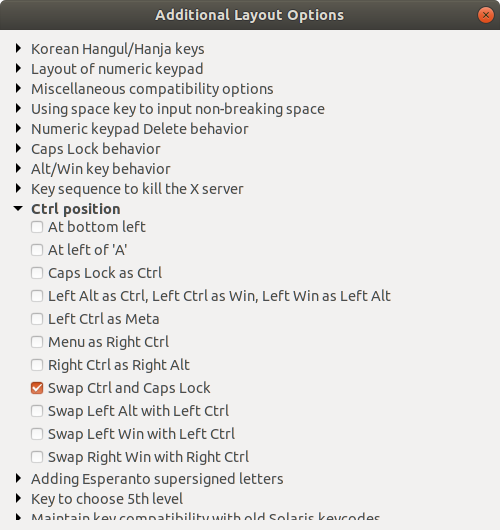 Additional Layout Options
Korean Hangul/Hanja keys
Layout of numeric keypad
Miscellaneous compatibility options
Using space key to input non-breaking space
Numeric keypad Delete behavior
Caps Lock behavior
Alt/Win key behavior
Key sequence to kill the X server
Ctrl position
At bottom left
At left of 'A'
Caps Lock as Ctrl
Left Alt as Ctrl, Left Ctrl as Win, Left Win as Left Alt
Left Ctrl as Meta
Menu as Right Ctrl
Right Ctrl as Right Alt
Swap Ctrl and Caps Lock
Swap Left Alt with Left Ctrl
Swap Left Win with Left Ctrl
Swap Right Win with Right Ctrl
Adding Esperanto supersigned letters
Key to choose 5th level
Maintain key compatibility with old Solaris keycodes